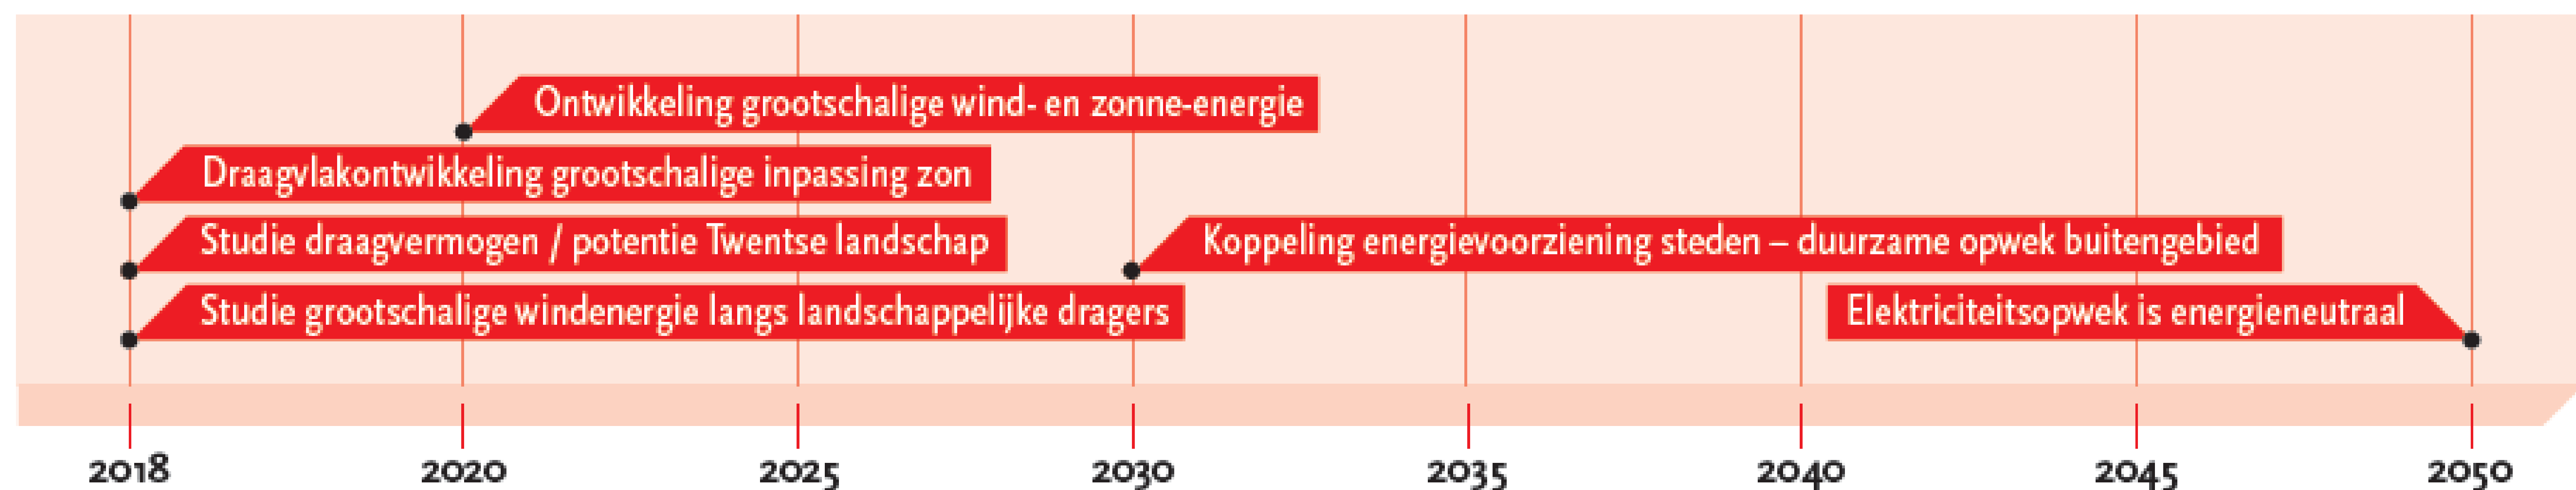 Ontwikkeling grootschalige wind- en zonne-energie
Draagvlakontwikkeling grootschalige inpassing zon
Studie draagvermogen / potentie Twentse landschap
Koppeling energievoorziening steden – duurzame opwek buitengebied
Studie grootschalige windenergie langs landschappelijke dragers
Elektriciteitsopwek is energieneutraal
2018 2020 2025 2030 2035 2040 2045 2050